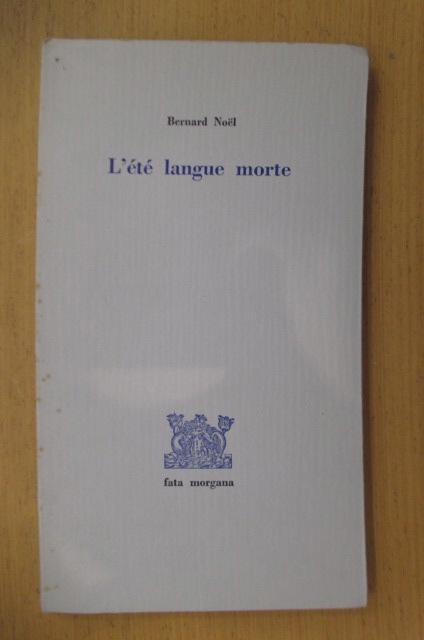 Bernard Noël
L'été langue morte
fata morgana